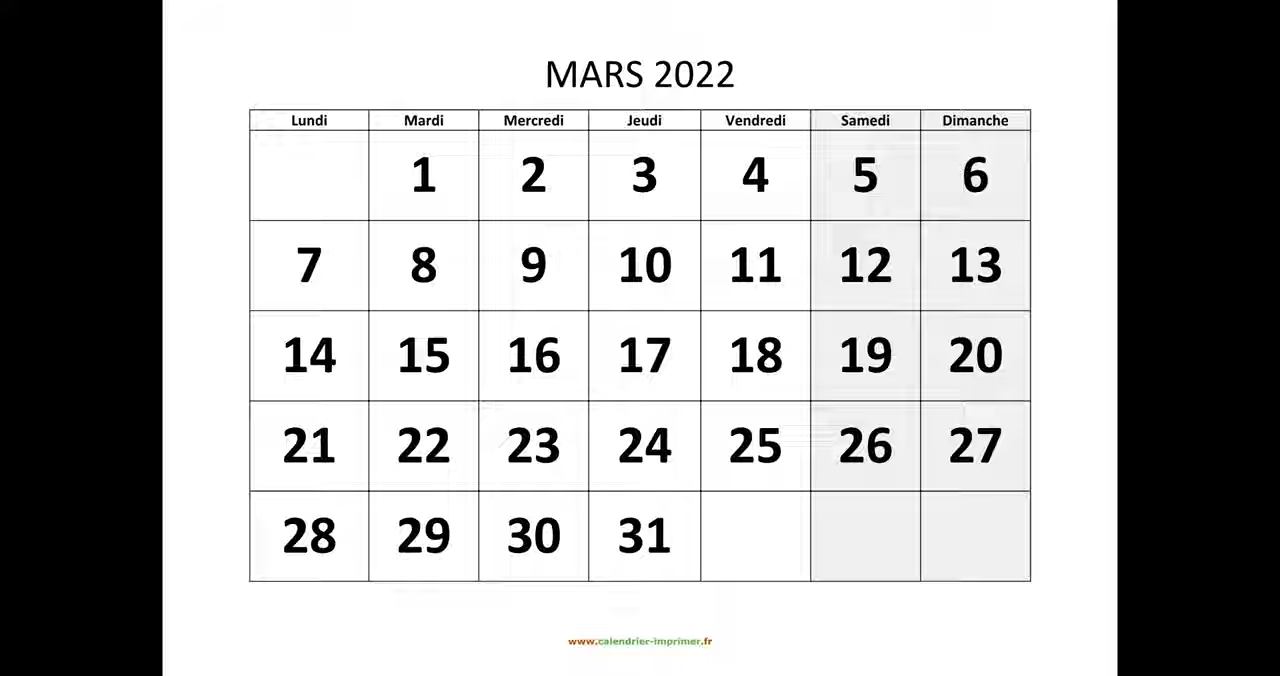 MARS 2022
Lundi Mardi Mercredi Jeudi Vendredi Samedi Dimanche
1 2 3 4 5 6
7 8 9 10 11 12 13
14 15 16 17 18 19 20
21 22 23 24 25 26 27
28 29 30 31
www.calendrier-imprimer.fr